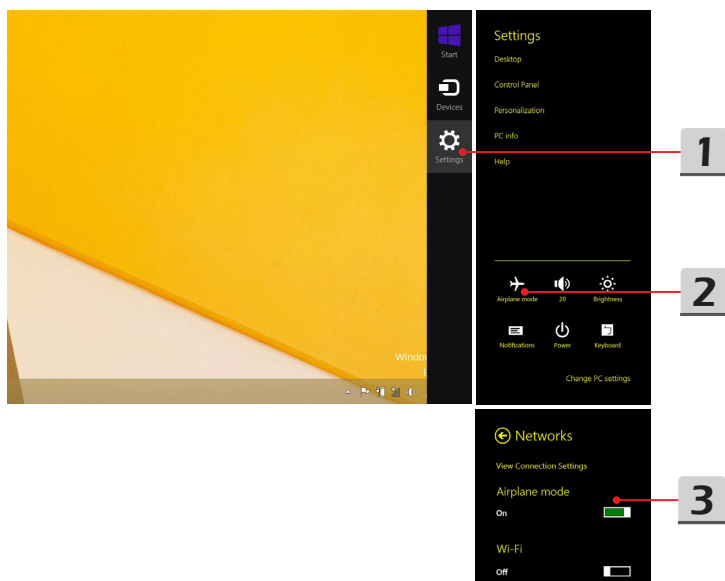 Start
Devices
Settings
Window
Settings
Desktop
Control Panel
Personalization
PC info
Help
Airplane mode
20
Brightness
Notifications
Power
Keyboard
Change PC settings
1
2
Networks
View Connection Settings
Airplane mode
On
Wi-Fi
Off
3